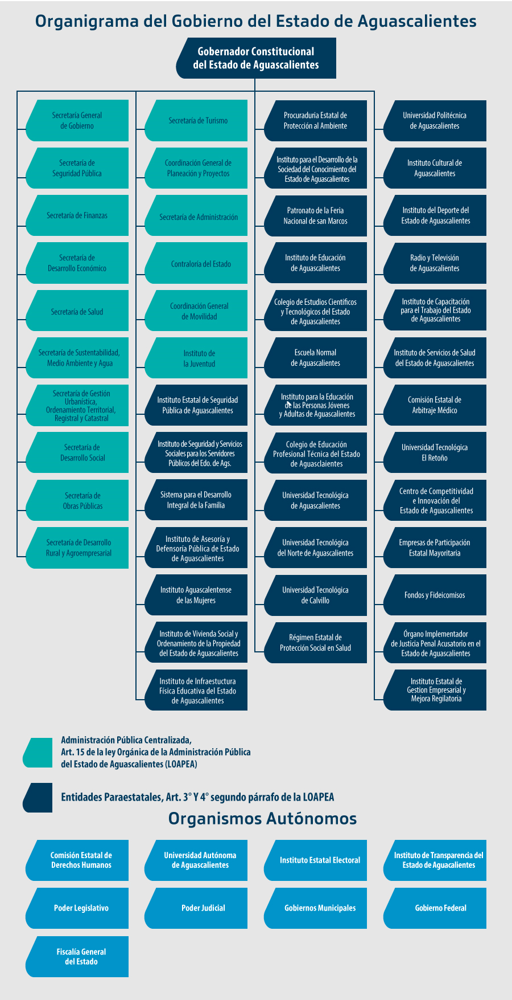 Organigrama del Gobierno del Estado de Aguascalientes
Gobernador Constitucional
del Estado de Aguascalientes
Secretaría General
de Gobierno
Secretaría de
Seguridad Pública
Secretaría de Finanzas
Secretaría de
Desarrollo Económico
Secretaría de Salud
Secretaría de Sustentabilidad,
Medio Ambiente y Agua
Secretaría de Gestión
Urbanística,
Ordenamiento Territorial,
Registral y Catastral
Secretaría de
Desarrollo Social
Secretaría de
Obras Públicas
Secretaría de Desarrollo
Rural y Agroempresarial
Secretaría de Turismo
Coordinación General de
Planeación y Proyectos
Secretaría de Administración
Contraloría del Estado
Coordinación General
de Movilidad
Instituto de
la Juventud
Instituto Estatal de Seguridad
Pública de Aguascalientes
Instituto de Seguridad y Servicios
Sociales para los Servidores
Públicos del Edo. de Ags.
Sistema para el Desarrollo
Integral de la Familia
Instituto de Asesoría y
Defensoría Pública de Estado
de Aguascalientes
Instituto Aguascalentense
de las Mujeres
Instituto de Vivienda Social y
Ordenamiento de la Propiedad
del Estado de Aguascalientes
Instituto de Infraestuctura
Física Educativa del Estado
de Aguascalientes
Procuraduria Estatal de
Protección al Ambiente
Instituto para el Desarrollo de la
Sociedad del Conocimiento del
Estado de Aguascalientes
Patronato de la Feria
Nacional de san Marcos
Instituto de Educación
de Aguascalientes
Colegio de Estudios Cientificos
y Tecnológicos del Estado
de Aguascalientes
Escuela Normal
de Aguascalientes
Instituto para la Educación
de las Personas Jóvenes
y Adultas de Aguascalientes
Colegio de Educación
Profesional Técnica del Estado
de Aguasclaientes
Universidad Tecnológica
de Aguascalientes
Universidad Tecnológica
del Norte de Aguascalientes
Universidad Tecnológica
de Calvillo
Régimen Estatal de
Protección Social en Salud
Universidad Politécnica
de Aguascalientes
Instituto Cultural de
Aguascalientes
Instituto del Deporte del
Estado de Aguascalientes
Radio y Televisión
de Aguascalientes
Instituto de Capacitación
para el Trabajo del Estado
de Aguascalientes
Instituto de Servicios de Salud
del Estado de Aguascalientes
Comisión Estatal de
Arbitraje Médico
Universidad Tecnológica
El Retoño
Centro de Competitividad
e Innovación del
Estado de Aguascalientes
Empresas de Participación
Estatal Mayoritaria
Fondos y Fideicomisos
Órgano Implementador
de Justicia Penal Acusatorio en el
Estado de Aguascalientes
Instituto Estatal de
Gestion Empresarial y
Mejora Regilatoria
Administración Pública Centralizada,
Art. 15 de la ley Orgánica de la Administración Pública
del Estado de Aguascalientes (LOAPEA)
Entidades Paraestatales, Art. 3° Y 4° segundo párrafo de la LOAPEA
Organismos Autónomos
Comisión Estatal de
Derechos Humanos
Universidad Autónoma
de Aguascalientes
Instituto Estatal Electoral
Instituto de Transparencia del
Estado de Aguacalientes
Poder Legislativo
Poder Judicial
Gobiernos Municipales
Gobierno Federal
Fiscalía General
del Estado